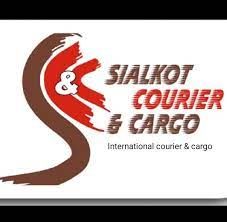 &
SIALKOT
COURIER
& CARGO
International courier & cargo